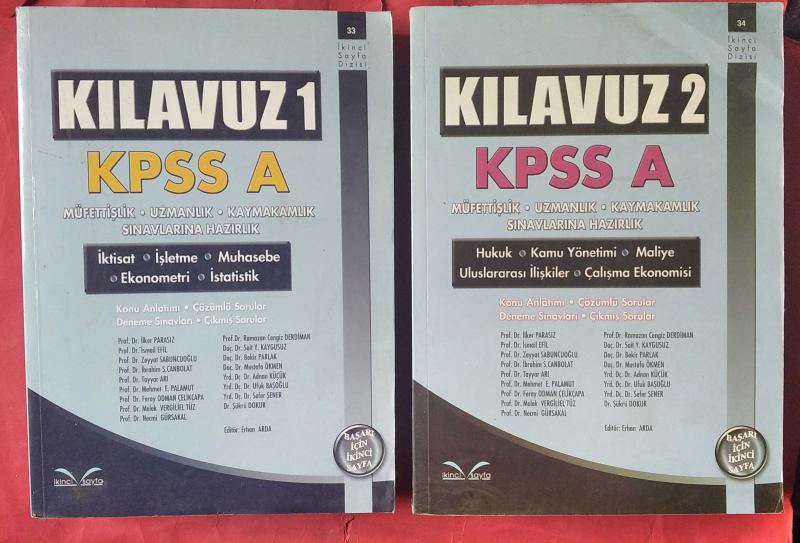 33
İkinci
Sayfa
Dizisi
KILAVUZ 1
KPSS A
MÜFETTİŞLİK • UZMANLIK • KAYMAKAMLIK
SINAVLARINA HAZIRLIK
İktisat • İşletme • Muhasebe
• Ekonometri • İstatistik
Konu Anlatımı • Çözümlü Sorular
Deneme Sınavları • Çıkmış Sorular
Prof. Dr. İlker PARASIZ
Prof. Dr. İsmail EFİL
Prof. Dr. Zeyyat SABUNCUOĞLU
Prof. Dr. İbrahim S.CANBOLAT
Prof. Dr. Tayyar ARI
Prof. Dr. Mehmet E. PALAMUT
Prof. Dr. Feray ODMAN ÇELİKÇAPA
Prof. Dr. Melek VERGİLİEL TÜZ
Prof. Dr. Necmi GÜRSAKAL
Prof.Dr. Ramazan Cengiz DERDİMAN
Doç. Dr. Sait Y. KAYGUSUZ
Doç. Dr. Bekir PARLAK
Doç. Dr. Mustafa ÖKMEN
Yrd. Dç. Dr. Adnan KÜÇÜK
Yrd. Dç. Dr. Ufuk BAŞOĞLU
Yrd. Dç. Dr. Sefer ŞENER
Dr. Şükrü DOKUR
Editör: Erhan ARDA
BAŞARI
İÇİN
İKİNCİ
SAYFA
ikinci sayfa
34
İkinci
Sayfa
Dizisi
KILAVUZ 2
KPSS A
MÜFETTİŞLİK • UZMANLIK • KAYMAKAMLIK
SINAVLARINA HAZIRLIK
Hukuk • Kamu Yönetimi • Maliye
Uluslararası İlişkiler • Çalışma Ekonomisi
Konu Anlatımı • Çözümlü Sorular
Deneme Sınavları • Çıkmış Sorular
Prof. Dr. İlker PARASIZ
Prof. Dr. İsmail EFİL
Prof. Dr. Zeyyat SABUNCUOĞLU
Prof. Dr. İbrahim S.CANBOLAT
Prof. Dr. Tayyar ARI
Prof. Dr. Mehmet E. PALAMUT
Prof. Dr. Feray ODMAN ÇELİKÇAPA
Prof. Dr. Melek VERGİLİEL TÜZ
Prof. Dr. Necmi GÜRSAKAL
Prof.Dr. Ramazan Cengiz DERDİMAN
Doç. Dr. Sait Y. KAYGUSUZ
Doç. Dr. Bekir PARLAK
Doç. Dr. Mustafa ÖKMEN
Yrd. Dç. Dr. Adnan KÜÇÜK
Yrd. Dç. Dr. Ufuk BAŞOĞLU
Yrd. Dç. Dr. Sefer ŞENER
Dr. Şükrü DOKUR
Editör: Erhan ARDA
BAŞARI
İÇİN
İKİNCİ
SAYFA
ikinci sayfa